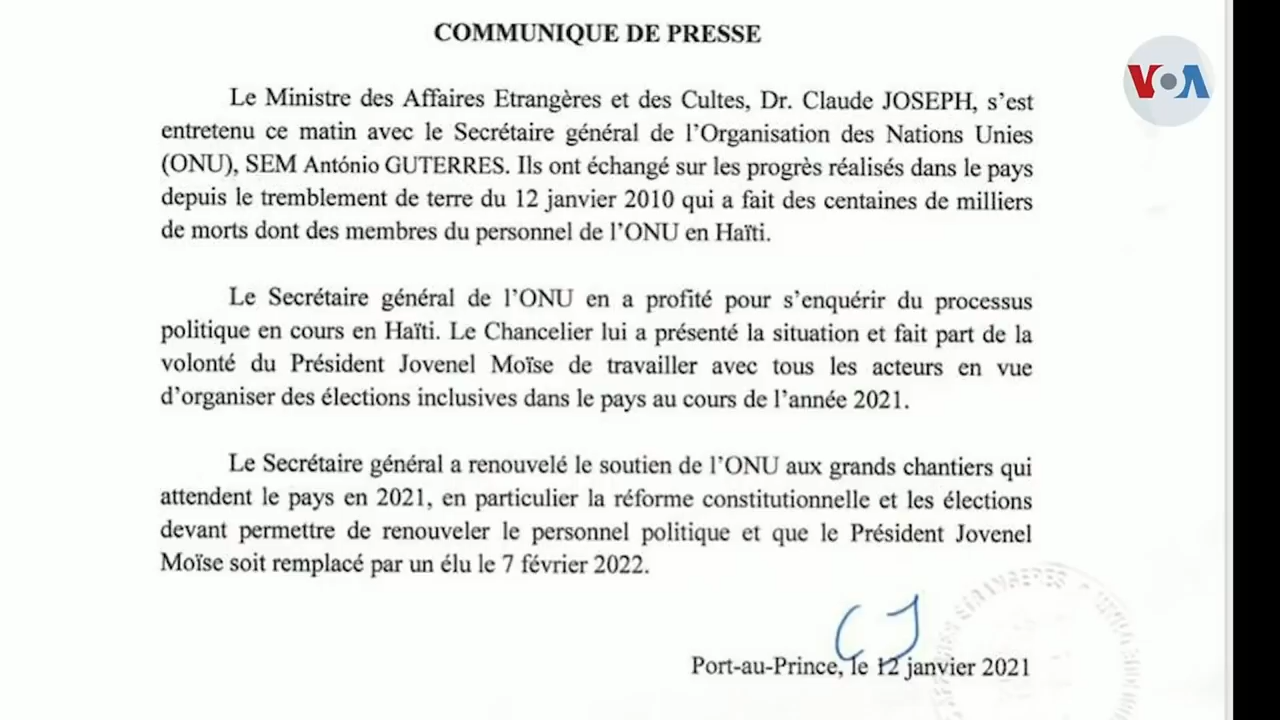 COMMUNIQUE DE PRESSE
VOA
Le Ministre des Affaires Etrangères et des Cultes, Dr. Claude JOSEPH, s’est
entretenu ce matin avec le Secrétaire général de l’Organisation des Nations Unies
(ONU), SEM António GUTERRES. Ils ont échangé sur les progrès réalisés dans le pays
depuis le tremblement de terre du 12 janvier 2010 qui a fait des centaines de milliers
de morts dont des membres du personnel de l’ONU en Haïti.
Le Secrétaire général de l’ONU en a profité pour s’enquérir du processus
politique en cours en Haïti. Le Chancelier lui a présenté la situation et fait part de la
volonté du Président Jovenel Moïse de travailler avec tous les acteurs en vue
d’organiser des élections inclusives dans le pays au cours de l’année 2021.
Le Secrétaire général a renouvelé le soutien de l’ONU aux grands chantiers qui
attendent le pays en 2021, en particulier la réforme constitutionnelle et les élections
devant permettre de renouveler le personnel politique et que le Président Jovenel
Moïse soit remplacé par un élu le 7 février 2022.
CJ
Port-au-Prince, le 12 janvier 2021